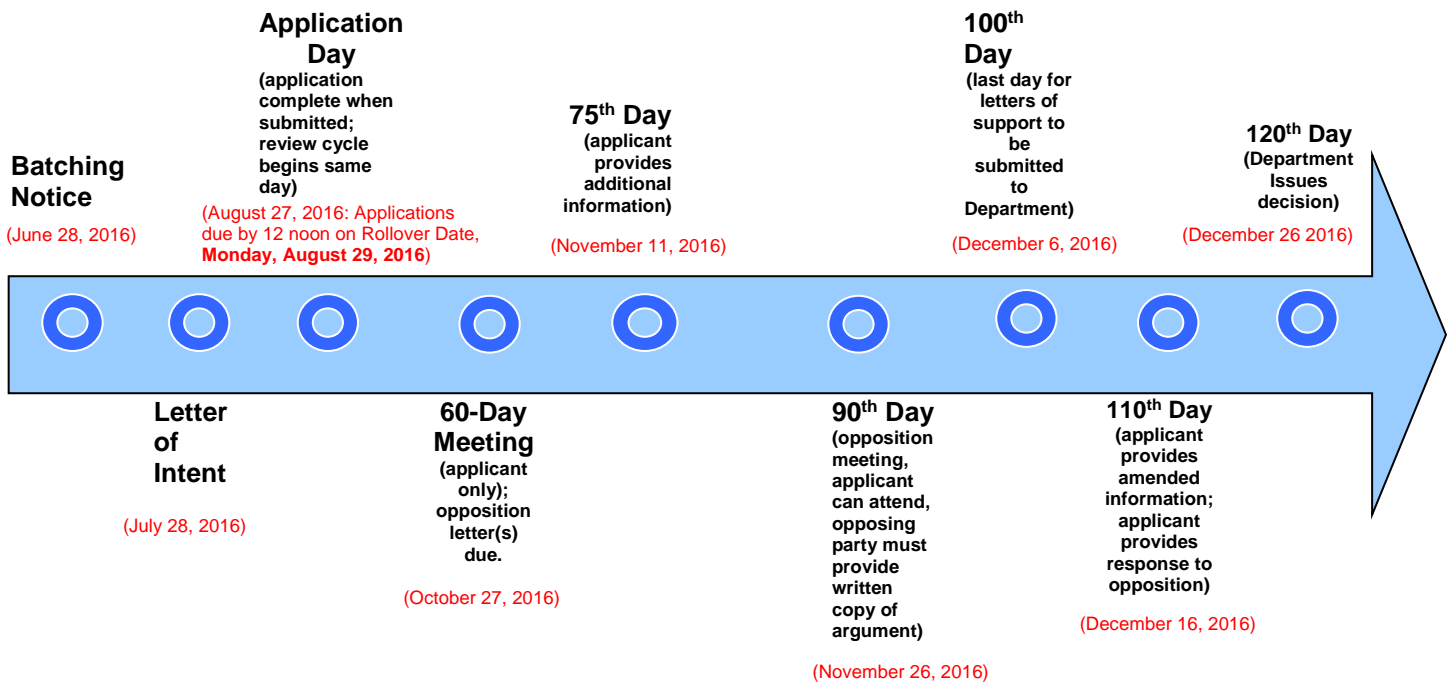 Batching
Notice
(June 28, 2016)
Letter
of
Intent
(July 28, 2016)
Application
Day
(application
complete when
submitted;
review cycle
begins same
day)
(August 27, 2016: Applications
due by 12 noon on Rollover Date,
Monday, August 29, 2016)
60-Day
Meeting
(applicant
only);
opposition
letter(s)
due.
(October 27, 2016)
75th Day
(applicant
provides
additional
information)
(November 11, 2016)
90th Day
(opposition
meeting,
applicant
can attend,
opposing
party must
provide
written
copy of
argument)
(November 26, 2016)
100th
Day
(last day for
letters of
support to
be
submitted
to
Department)
(December 6, 2016)
110th Day
(applicant
provides
amended
information;
applicant
provides
response to
opposition)
(December 16, 2016)
120th Day
(Department
Issues
decision)
(December 26 2016)